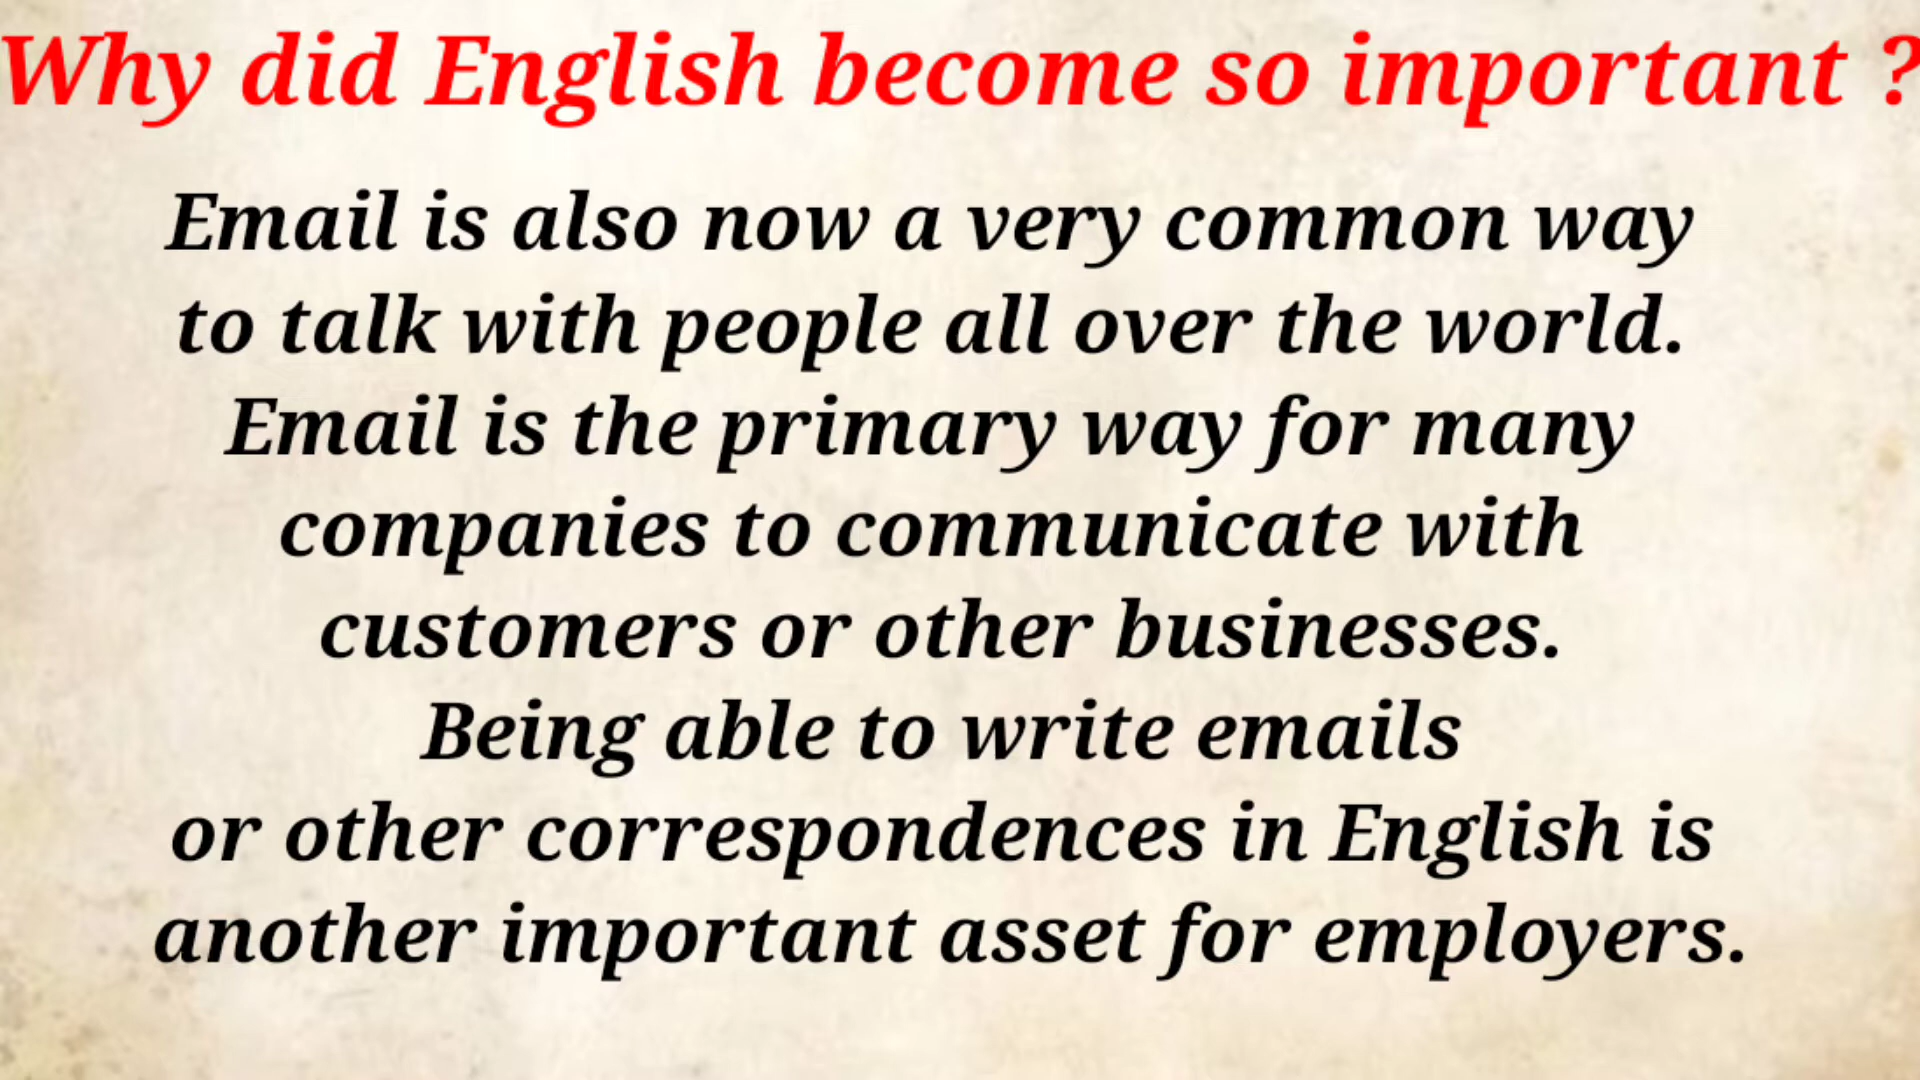 Why did English become so important ?
Email is also now a very common way
to talk with people all over the world.
Email is the primary way for many
companies to communicate with
customers or other businesses.
Being able to write emails
or other correspondences in English is
another important asset for employers.